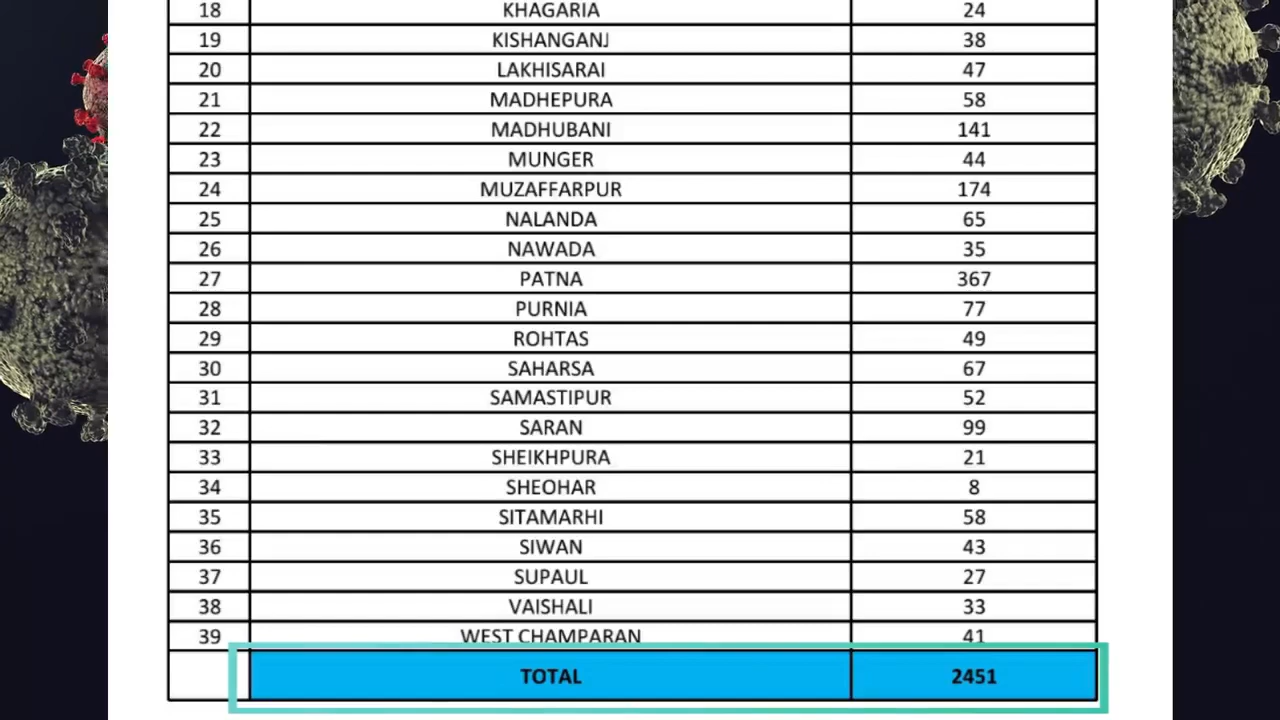 18 KHAGARIA 24
19 KISHANGANJ 38
20 LAKHISARAI 47
21 MADHEPURA 58
22 MADHUBANI 141
23 MUNGER 44
24 MUZAFFARPUR 174
25 NALANDA 65
26 NAWADA 35
27 PATNA 367
28 PURNIA 77
29 ROHTAS 49
30 SAHARSA 67
31 SAMASTIPUR 52
32 SARAN 99
33 SHEIKHPURA 21
34 SHEOHAR 8
35 SITAMARHI 58
36 SIWAN 43
37 SUPAUL 27
38 VAISHALI 33
39 WEST CHAMPARAN 41
TOTAL 2451